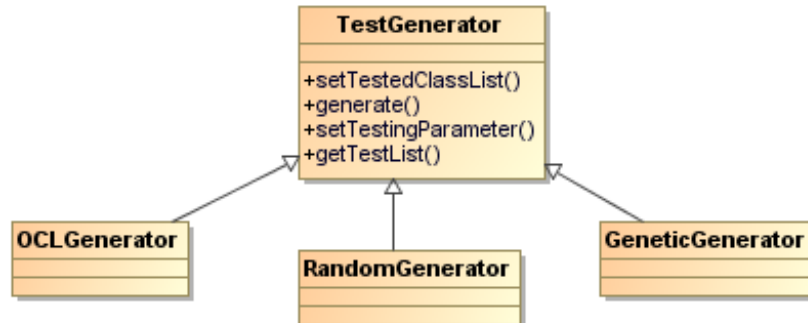 TestGenerator
+setTestedClassList()
+generate()
+setTestingParameter()
+getTestList()
OCLGenerator
RandomGenerator
GeneticGenerator